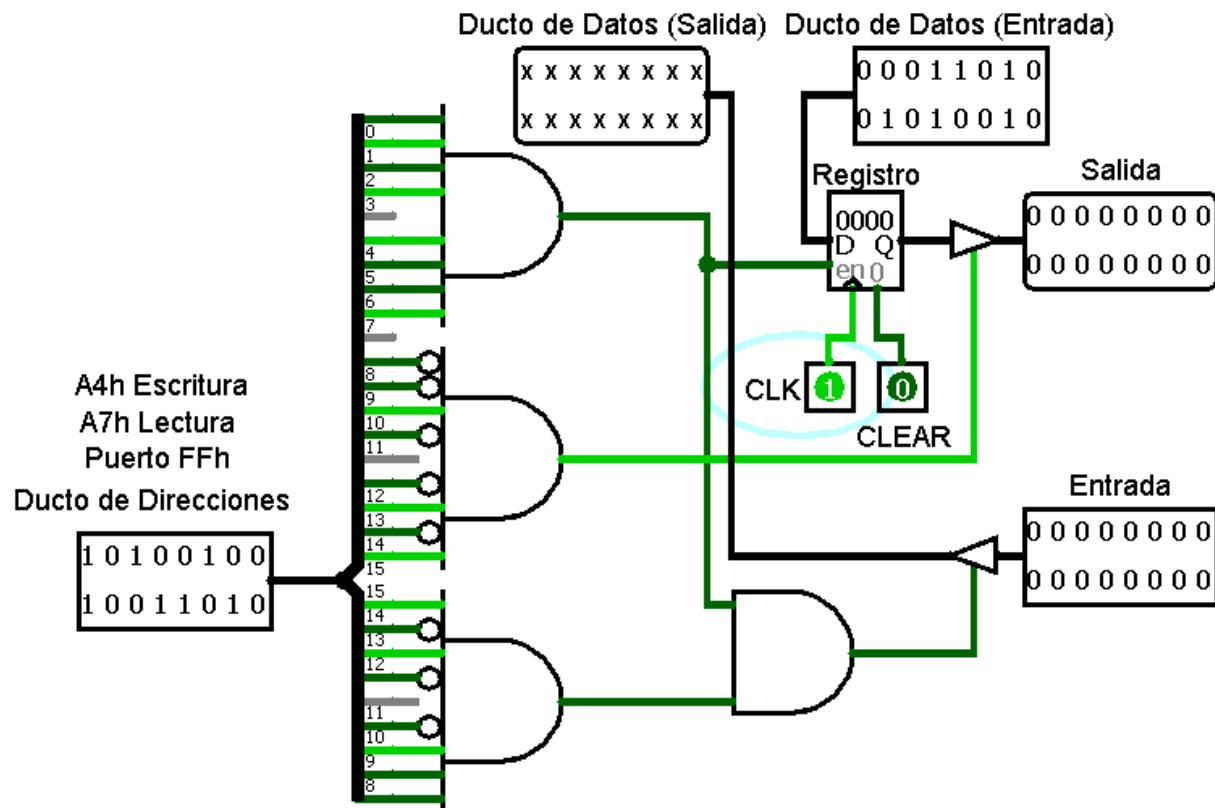 Ducto de Datos (Salida)
x x x x x x x x
x x x x x x x x
Ducto de Datos (Entrada)
0 0 0 1 1 0 1 0
0 1 0 1 0 0 1 0
Registro
0000
D Q
en 0
Salida
0 0 0 0 0 0 0 0
0 0 0 0 0 0 0 0
0
1
2
3
4
5
6
7
8
9
10
11
12
13
14
15
CLK
1
0
CLEAR
A4h Escritura
A7h Lectura
Puerto FFh
Ducto de Direcciones
1 0 1 0 0 1 0 0
1 0 0 1 1 0 1 0
Entrada
0 0 0 0 0 0 0 0
0 0 0 0 0 0 0 0
15
14
13
12
11
10
9
8